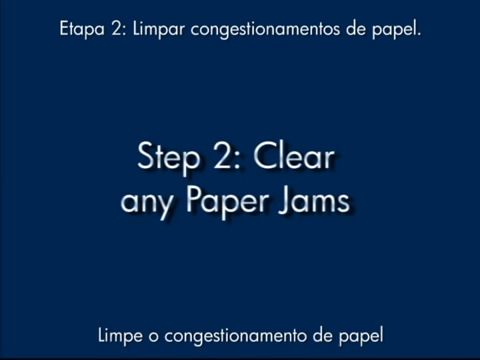 Etapa 2: Limpar congestionamentos de papel.
Step 2: Clear
any Paper Jams
Limpe o congestionamento de papel